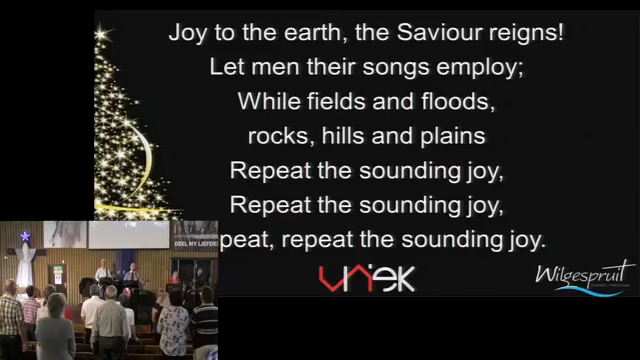 Joy to the earth, the Saviour reigns!
Let men their songs employ;
While fields and floods,
rocks, hills and plains
Repeat the sounding joy,
Repeat the sounding joy,
peat, repeat the sounding joy.
DEEL MY LIEFDE
UNIEK
Wilgespruit